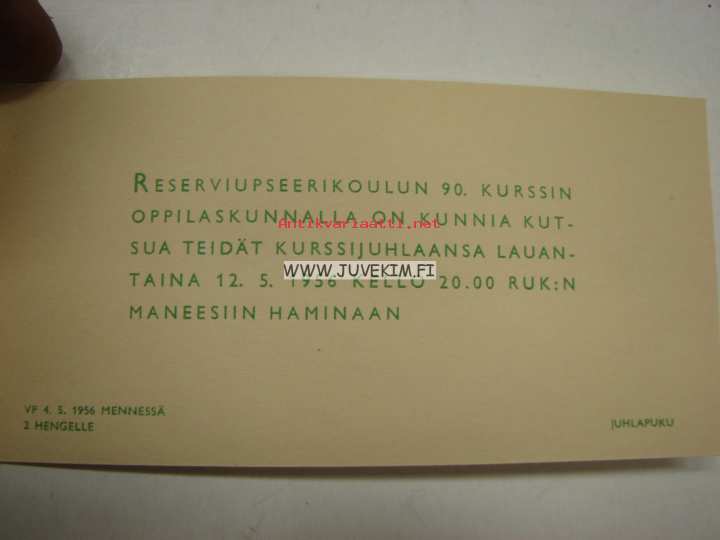 RESERVIUPSEERIKOULUN 90. KURSSIN
OPPILASKUNNALLA ON KUNNIA KUT-
Antikvariaatti.net
SUA TEIDÄT KURSSIJUHLAANSA LAUAN-
WWW.JUVEKIM.FI
TAINA 12. 5. 1956 KELLO 20.00 RUK:N
MANEESIIN HAMINAAN
VF 4. 5. 1956 MENNESSÄ
2 HENGELLE
JUHLAPUKU